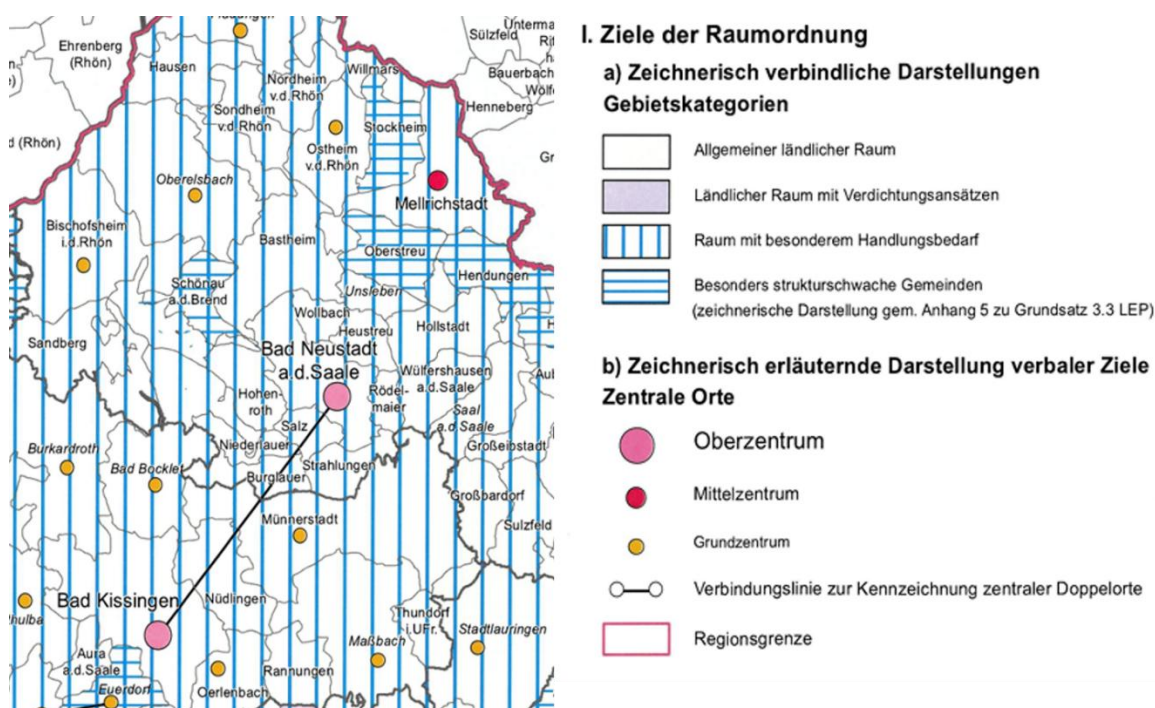 Ehrenberg
(Rhön)
Hausen
Nordheim
v.d.Rhön
Willmars
Sülzfeld
Bauerbach
Henneberg
d (Rhön)
Sondheim
v.d.Rhön
Stockheim
Ostheim
v.d.Rhön
Oberelsbach
Mellrichstadt
Bischofsheim
i.d.Rhön
Bastheim
Oberstreu
Hendungen
Schönau
a.d.Brend
Unsleben
Wollbach
Heustreu
Hollstadt
Sandberg
Bad Neustadt
a.d.Saale
Wülfershausen
a.d.Saale
Hohen-
roth
Rödel-
maier
Saal
a.d Saale
Salz
Niederlauer
Großeibstadt
Burkardroth
Bad Bocklet
Strahlungen
Burglauer
Großbardorf
Münnerstadt
Sulzfeld
Bad Kissingen
Nüdlingen
Thundorf
i.UFr.
Stadtlauringen
Maßbach
Aura
a.d.Saale
Rannungen
Euerdorf
Oerlenbach
I. Ziele der Raumordnung
a) Zeichnerisch verbindliche Darstellungen
Gebietskategorien
Allgemeiner ländlicher Raum
Ländlicher Raum mit Verdichtungsansätzen
Raum mit besonderem Handlungsbedarf
Besonders strukturschwache Gemeinden
(zeichnerische Darstellung gem. Anhang 5 zu Grundsatz 3.3 LEP)
b) Zeichnerisch erläuternde Darstellung verbaler Ziele
Zentrale Orte
Oberzentrum
Mittelzentrum
Grundzentrum
Verbindungslinie zur Kennzeichnung zentraler Doppelorte
Regionsgrenze